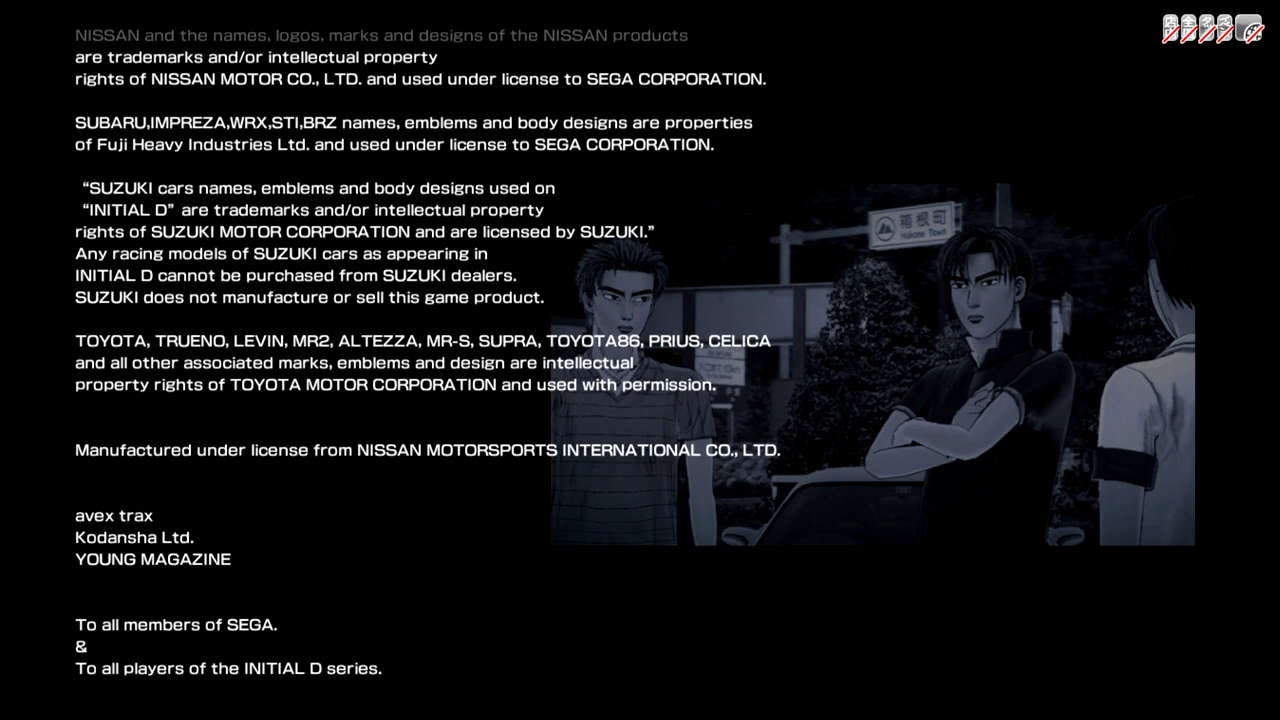 NISSAN and the names, logos, marks and designs of the NISSAN products
are trademarks and/or intellectual property
rights of NISSAN MOTOR CO., LTD. and used under license to SEGA CORPORATION.
SUBARU,IMPREZA,WRX,STI,BRZ names, emblems and body designs are properties
of Fuji Heavy Industries Ltd. and used under license to SEGA CORPORATION.
“SUZUKI cars names, emblems and body designs used on
“INITIAL D” are trademarks and/or intellectual property
rights of SUZUKI MOTOR CORPORATION and are licensed by SUZUKI.”
Any racing models of SUZUKI cars as appearing in
INITIAL D cannot be purchased from SUZUKI dealers.
SUZUKI does not manufacture or sell this game product.
TOYOTA, TRUENO, LEVIN, MR2, ALTEZZA, MR-S, SUPRA, TOYOTA86, PRIUS, CELICA
and all other associated marks, emblems and design are intellectual
property rights of TOYOTA MOTOR CORPORATION and used with permission.
Manufactured under license from NISSAN MOTORSPORTS INTERNATIONAL CO., LTD.
avex trax
Kodansha Ltd.
YOUNG MAGAZINE
To all members of SEGA.
&
To all players of the INITIAL D series.
箱根町
Hakone Town
店 全